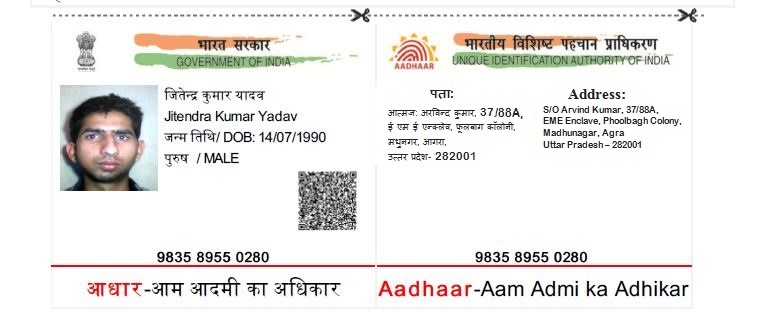 भारत सरकार
GOVERNMENT OF INDIA
जितेन्द्र कुमार यादव
Jitendra Kumar Yadav
जन्म तिथि/ DOB: 14/07/1990
पुरुष / MALE
9835 8955 0280
आधार-आम आदमी का अधिकार
AADHAAR
भारतीय विशिष्ट पहचान प्राधिकरण
UNIQUE IDENTIFICATION AUTHORITY OF INDIA
पता:
आत्मज: अरविन्द कुमार, 37/88A,
ई एम ई एन्क्लेव, फूलबाग कॉलोनी,
मधुनगर, आगरा,
उत्तर प्रदेश- 282001
Address:
S/O Arvind Kumar, 37/88A,
EME Enclave, Phoolbagh Colony,
Madhunagar, Agra
Uttar Pradesh – 282001
9835 8955 0280
Aadhaar-Aam Admi ka Adhikar